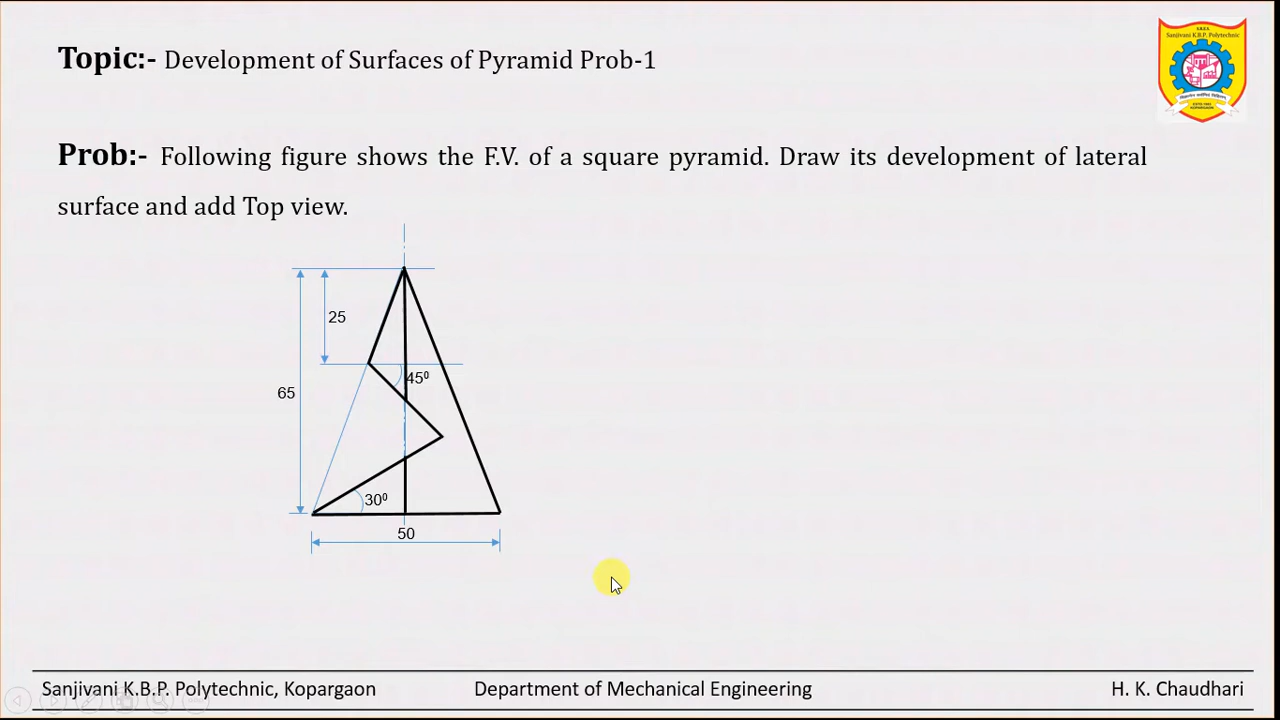 Topic:- Development of Surfaces of Pyramid Prob-1
Sanjivani K.B.P. Polytechnic
Prob:- Following figure shows the F.V. of a square pyramid. Draw its development of lateral
surface and add Top view.
25
45⁰
65
30⁰
50
Sanjivani K.B.P. Polytechnic, Kopargaon Department of Mechanical Engineering H. K. Chaudhari